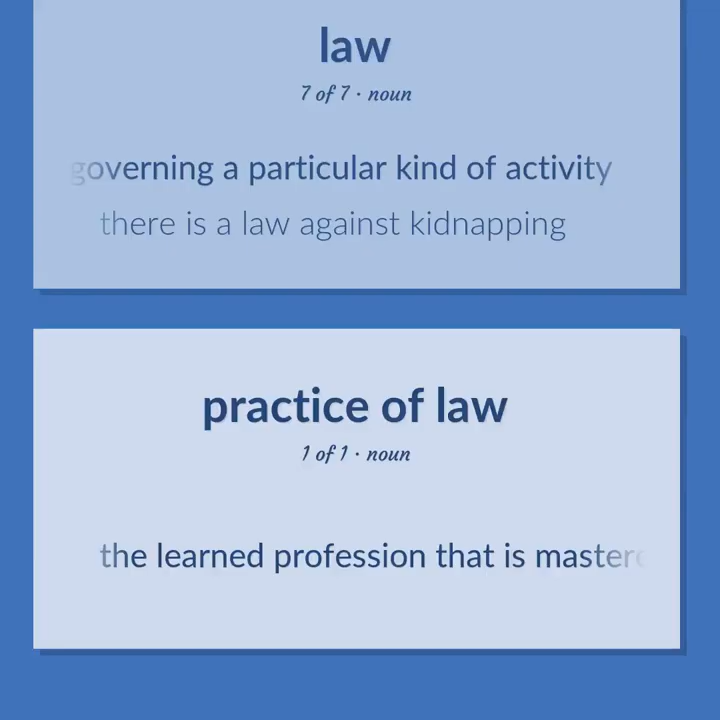 law
7 of 7 · noun
governing a particular kind of activity
there is a law against kidnapping
practice of law
1 of 1 · noun
the learned profession that is